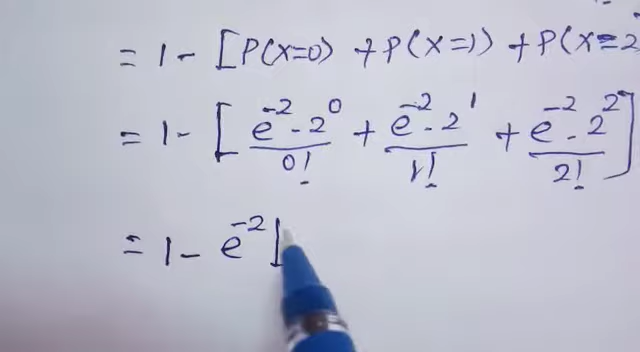 = 1 - [P(X=0) + P(X=1) + P(X=2
= 1 - [e^-2 . 2^0 / 0! + e^-2 . 2^1 / 1! + e^-2 . 2^2 / 2!]
= 1 - e^-2 [